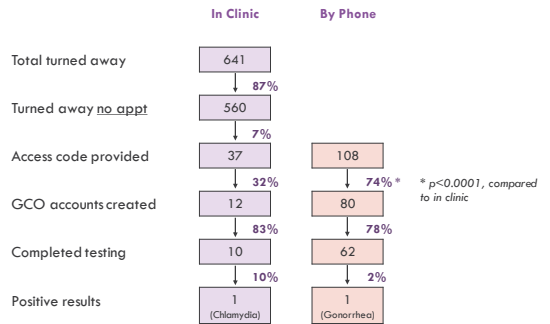 In Clinic By Phone
Total turned away 641
87%
Turned away no appt 560
7%
Access code provided 37 108
32% 74% * * p<0.0001, compared
to in clinic
GCO accounts created 12 80
83% 78%
Completed testing 10 62
10% 2%
Positive results 1 1
(Chlamydia) (Gonorrhea)